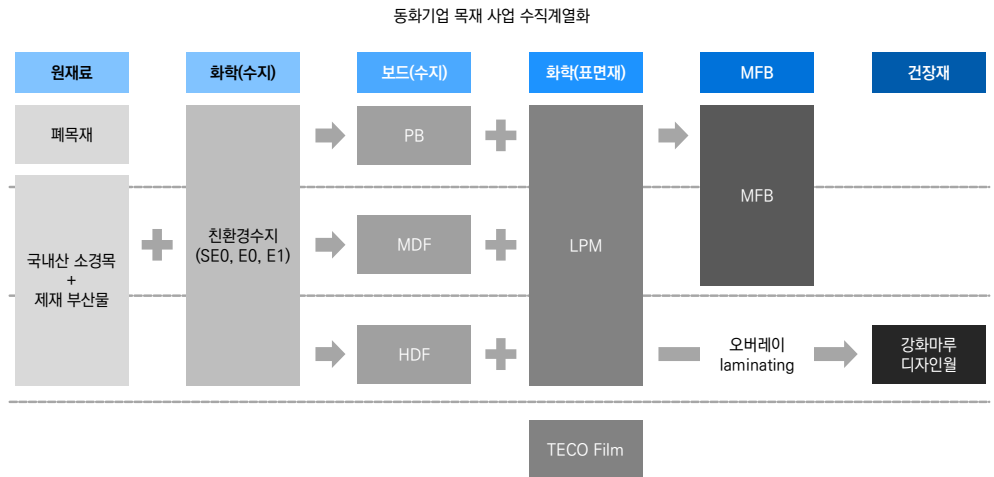 동화기업 목재 사업 수직계열화
원재료
화학(수지)
보드(수지)
화학(표면재)
MFB
건장재
폐목재
국내산 소경목
+
제재 부산물
친환경수지
(SE0, E0, E1)
PB
MDF
HDF
LPM
TECO Film
MFB
오버레이
laminating
강화마루
디자인월